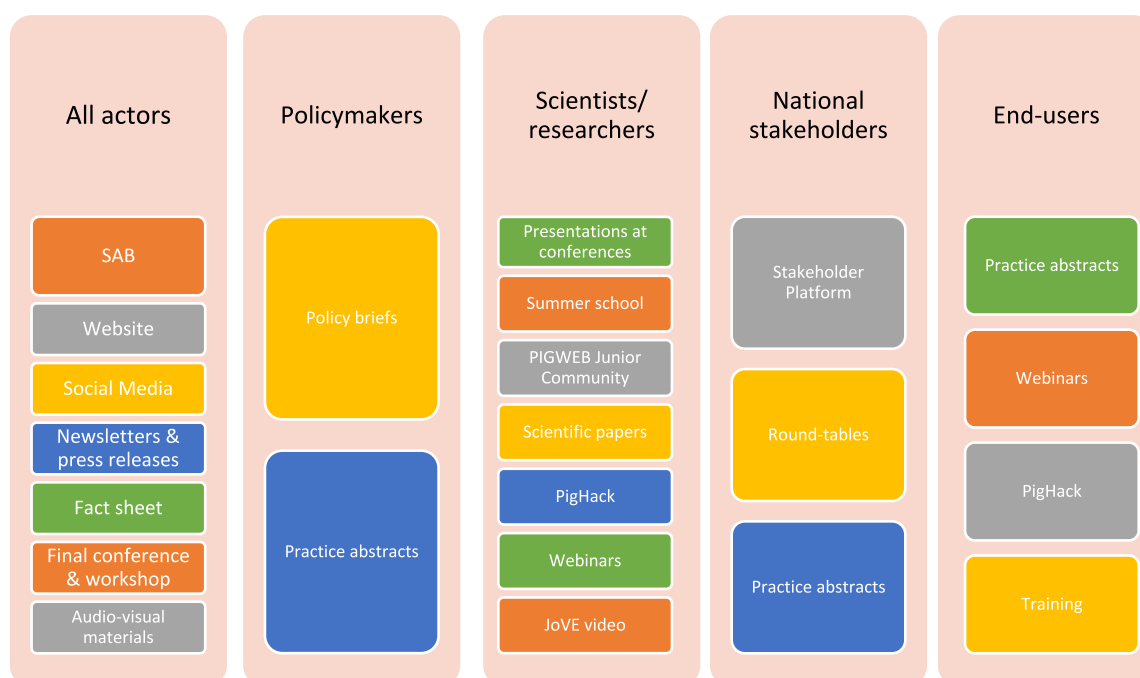 All actors
SAB
Website
Social Media
Newsletters &
press releases
Fact sheet
Final conference
& workshop
Audio-visual
materials
Policymakers
Policy briefs
Practice abstracts
Scientists/
researchers
Presentations at
conferences
Summer school
PIGWEB Junior
Community
Scientific papers
PigHack
Webinars
JoVE video
National
stakeholders
Stakeholder
Platform
Round-tables
Practice abstracts
End-users
Practice abstracts
Webinars
PigHack
Training